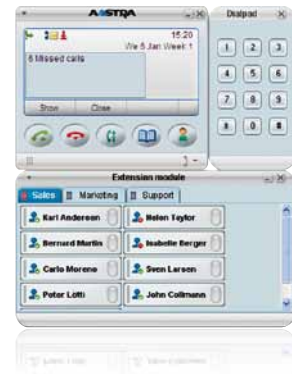 AASTRA
Dialpad
15:20
We 5 Jan Week 1
6 Missed calls
Show Close
1 2 3
4 5 6
7 8 9
* 0 #
Extension module
Sales Marketing Support
Karl Andersen Helen Taylor
Bernard Martin Isabelle Berger
Carlo Moreno Sven Larsen
Peter Lötti John Collmann